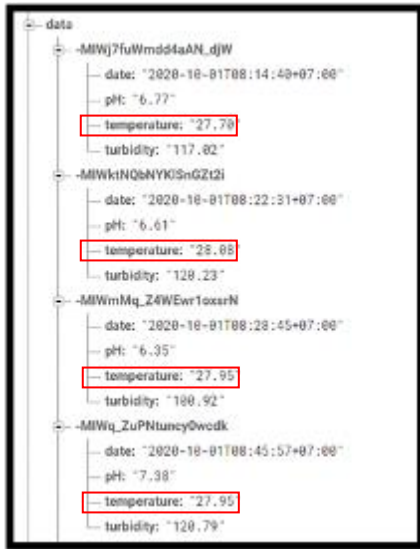 data
-MIWj7fuWmdd4aAN_djW
date: "2020-10-01T08:14:40+07:00"
pH: "6.77"
temperature: "27.70"
turbidity: "117.02"
-MIWktNQbNYKISnGZt2i
date: "2020-10-01T08:22:31+07:00"
pH: "6.61"
temperature: "28.08"
turbidity: "120.23"
-MIWmMq_Z4WEwr1oxsrN
date: "2020-10-01T08:28:45+07:00"
pH: "6.35"
temperature: "27.95"
turbidity: "100.92"
-MIWq_ZuPNtuncy0wcdk
date: "2020-10-01T08:45:57+07:00"
pH: "7.38"
temperature: "27.95"
turbidity: "120.79"